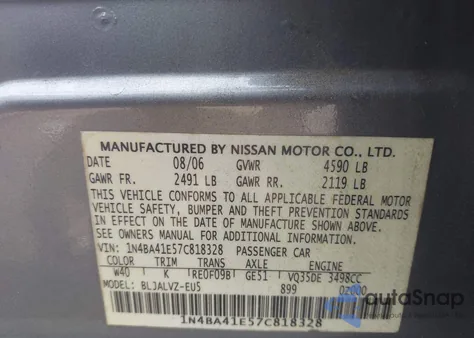 MANUFACTURED BY NISSAN MOTOR CO., LTD.
DATE 08/06 GVWR 4590 LB
GAWR FR. 2491 LB GAWR RR. 2119 LB
THIS VEHICLE CONFORMS TO ALL APPLICABLE FEDERAL MOTOR
VEHICLE SAFETY, BUMPER AND THEFT PREVENTION STANDARDS
IN EFFECT ON THE DATE OF MANUFACTURE SHOWN ABOVE.
SEE OWNERS MANUAL FOR ADDITIONAL INFORMATION.
VIN: 1N4BA41E57C818328 PASSENGER CAR
COLOR TRIM TRANS AXLE ENGINE
W40 K RE0F09B GE51 VQ35DE 3498CC
MODEL: BLJALVZ-EU5 899 0Z000
1N4BA41E57C818328
autoSnap